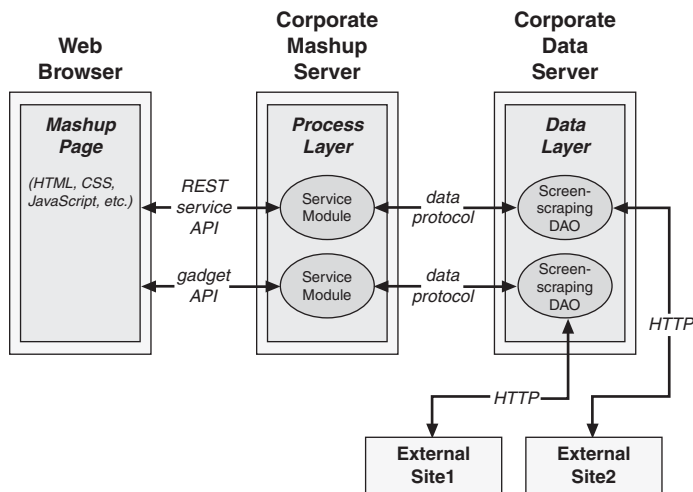 Web
Browser
Corporate
Mashup
Server
Corporate
Data
Server
Mashup
Page
(HTML, CSS,
JavaScript, etc.)
REST
service
API
gadget
API
Process
Layer
Service
Module
Service
Module
data
protocol
data
protocol
Data
Layer
Screen-
scraping
DAO
Screen-
scraping
DAO
HTTP
HTTP
External
Site1
External
Site2